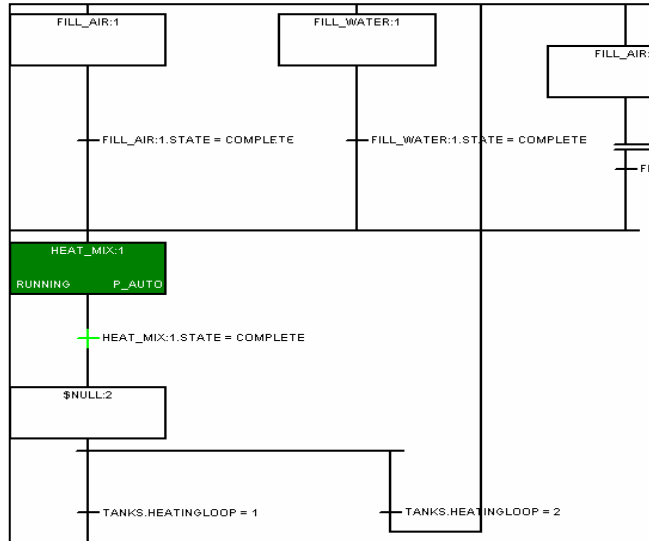 FILL_AIR:1
FILL_WATER:1
FILL_AIR:
FILL_AIR:1.STATE = COMPLETE
FILL_WATER:1.STATE = COMPLETE
HEAT_MIX:1
RUNNING P_AUTO
HEAT_MIX:1.STATE = COMPLETE
$NULL:2
TANKS.HEATINGLOOP = 1
TANKS.HEATINGLOOP = 2